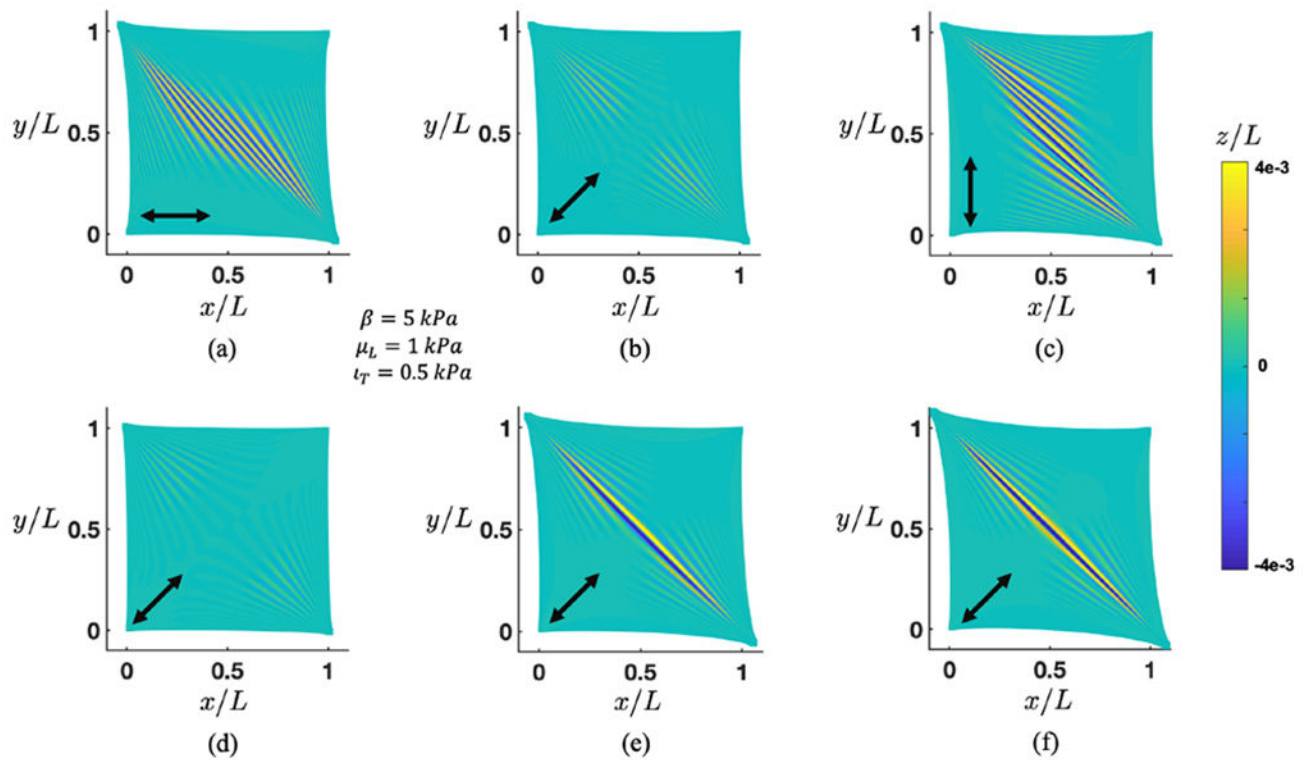 1 1 1
y/L 0.5 y/L 0.5 y/L 0.5 z/L
4e-3
0 0 0
0 0.5 1 0 0.5 1 0 0.5 1
x/L x/L x/L
β = 5 kPa
(a) (b) (c)
μ_L = 1 kPa
ι_T = 0.5 kPa
0
1 1 1
y/L 0.5 y/L 0.5 y/L 0.5
-4e-3
0 0 0
0 0.5 1 0 0.5 1 0 0.5 1
x/L x/L x/L
(d) (e) (f)